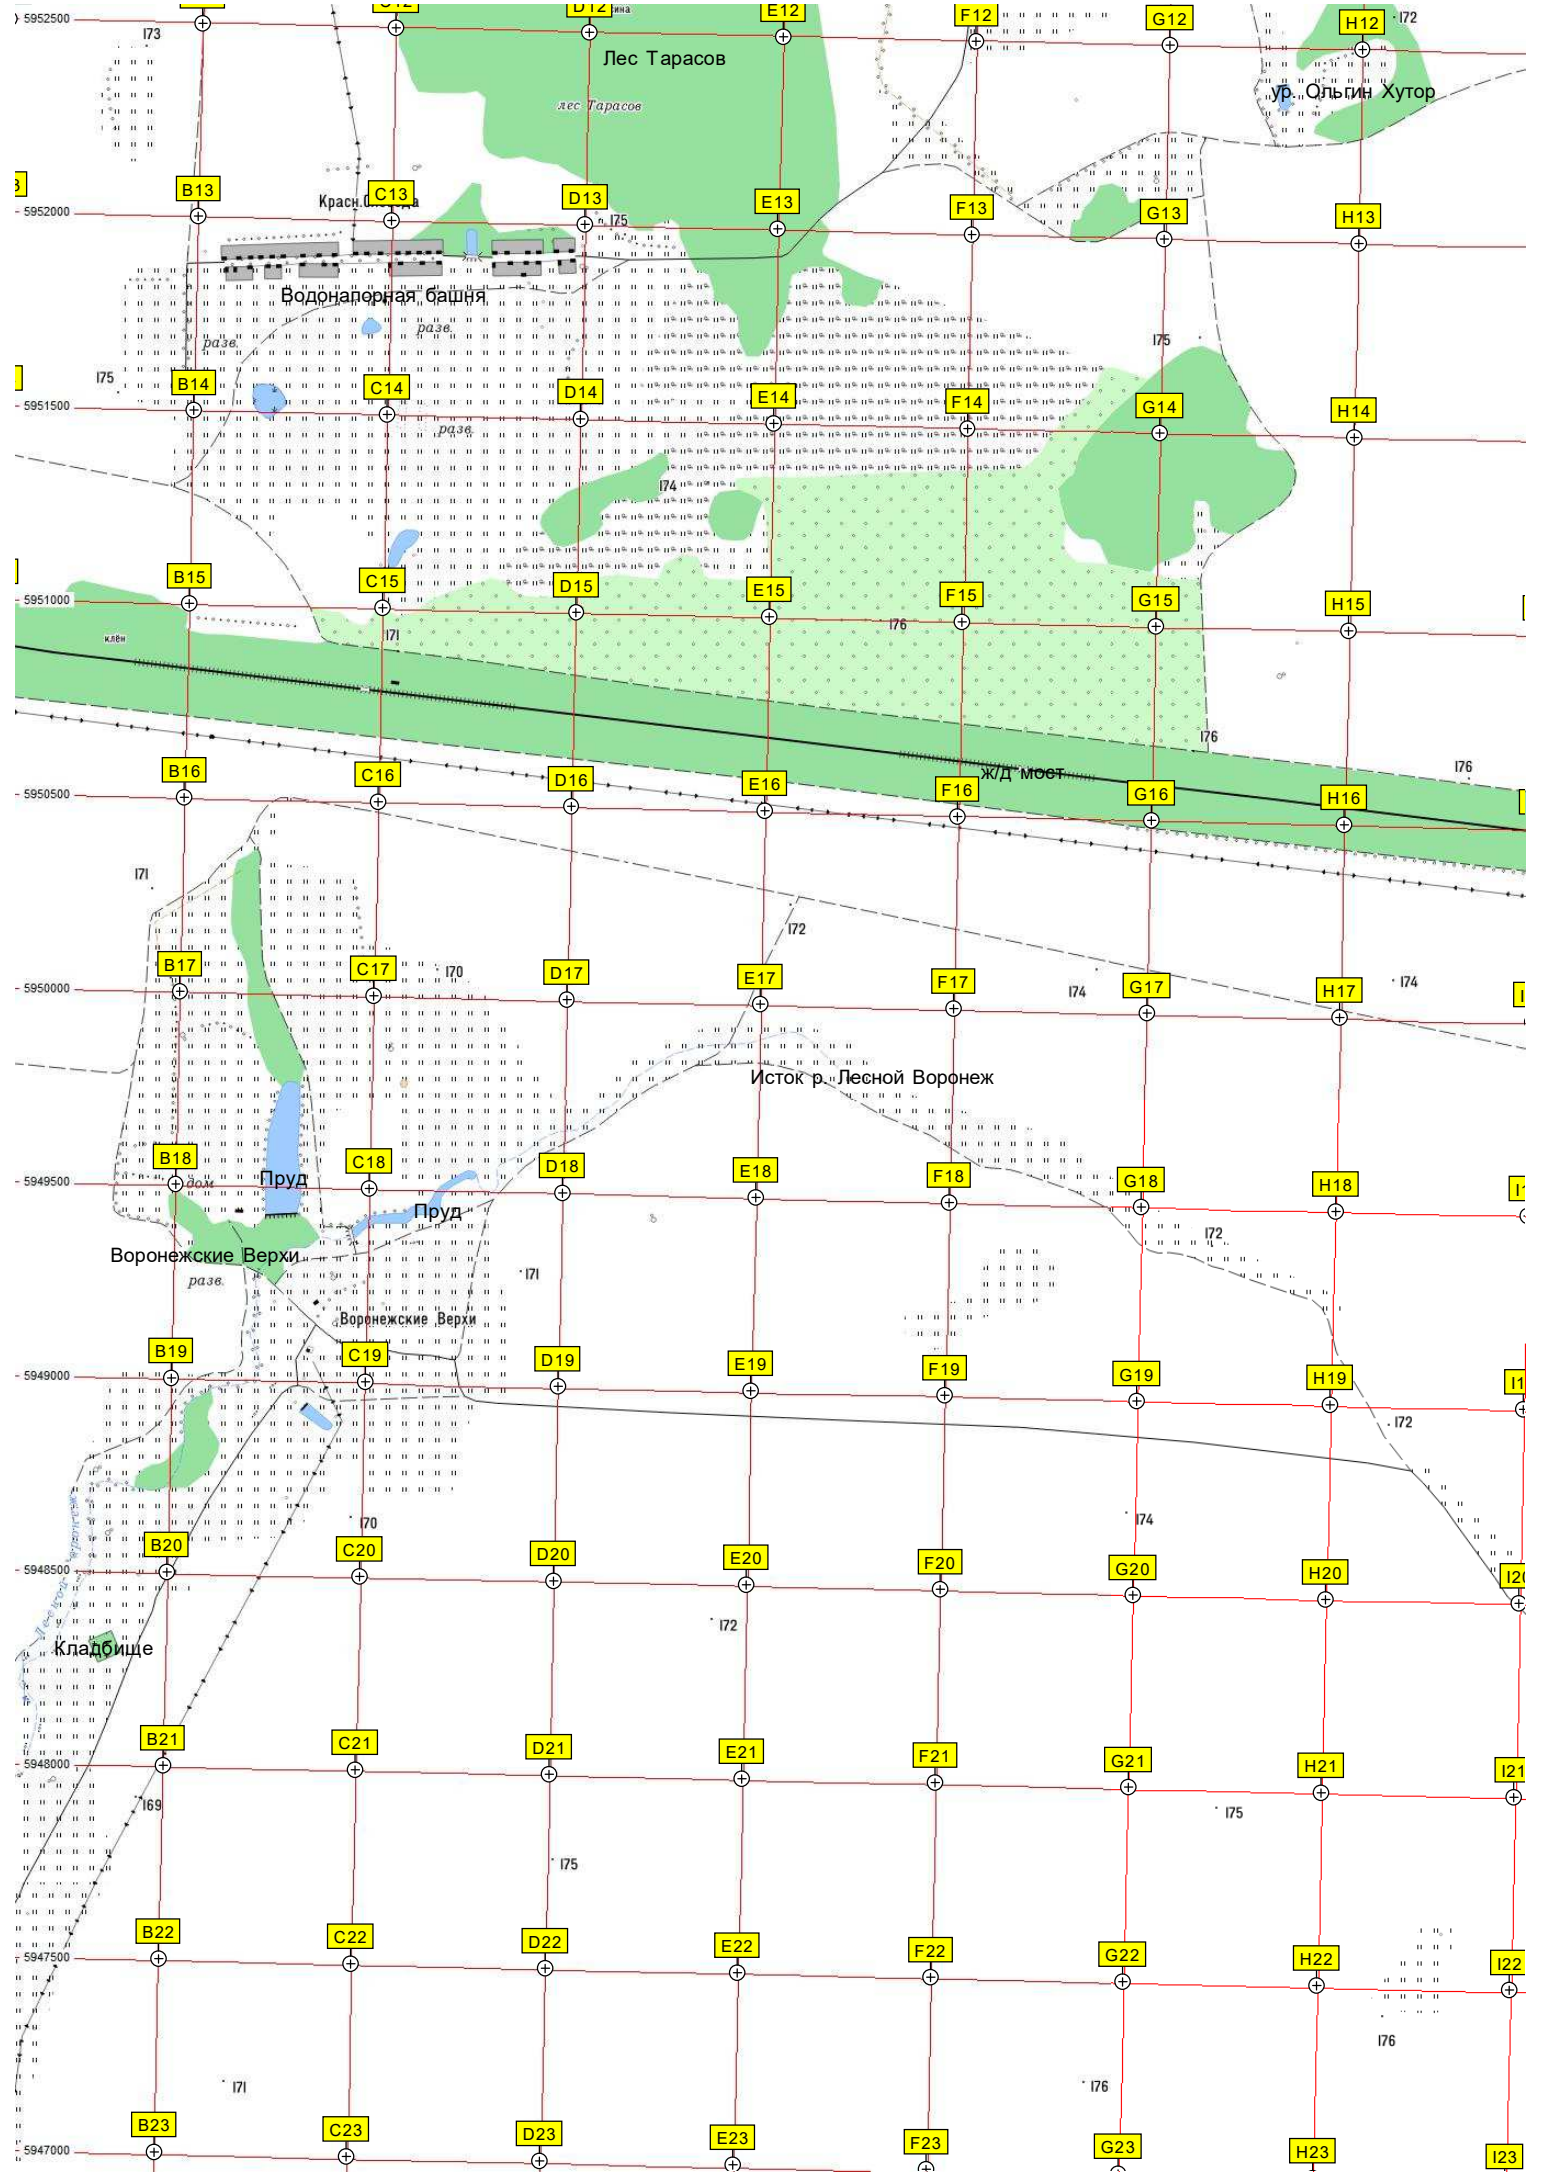 5952500
D12
E12
F12
G12
H12
172
173
Лес Тарасов
лес Тарасов
ур. Ольгин Хутор
B13
C13
D13
E13
F13
G13
H13
5952000
175
Водонапорная башня
разв.
разв.
175
175
B14
C14
D14
E14
F14
G14
H14
5951500
разв.
174
B15
C15
D15
E15
F15
G15
H15
5951000
клён
171
176
176
176
ж/д мост
B16
C16
D16
E16
F16
G16
H16
5950500
171
172
B17
C17
D17
E17
F17
G17
H17
5950000
170
174
174
Исток р. Лесной Воронеж
B18
C18
D18
E18
F18
G18
H18
5949500
дом
Пруд
Пруд
Воронежские Верхи
разв.
171
172
Воронежские Верхи
B19
C19
D19
E19
F19
G19
H19
5949000
172
170
174
B20
C20
D20
E20
F20
G20
H20
I20
5948500
172
Кладбище
B21
C21
D21
E21
F21
G21
H21
I21
5948000
169
175
175
B22
C22
D22
E22
F22
G22
H22
I22
5947500
176
171
176
B23
C23
D23
E23
F23
G23
H23
I23
5947000